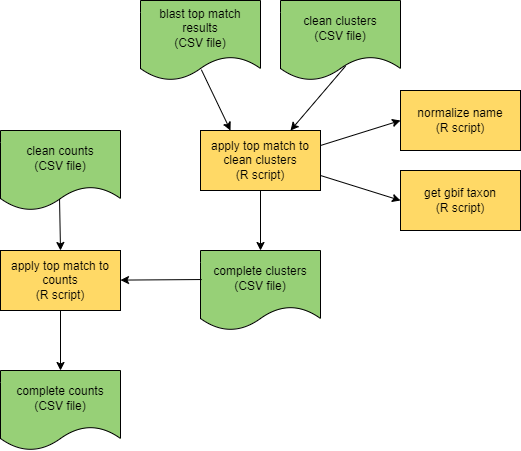 blast top match
results
(CSV file)
clean clusters
(CSV file)
normalize name
(R script)
clean counts
(CSV file)
apply top match to
clean clusters
(R script)
get gbif taxon
(R script)
apply top match to
counts
(R script)
complete clusters
(CSV file)
complete counts
(CSV file)